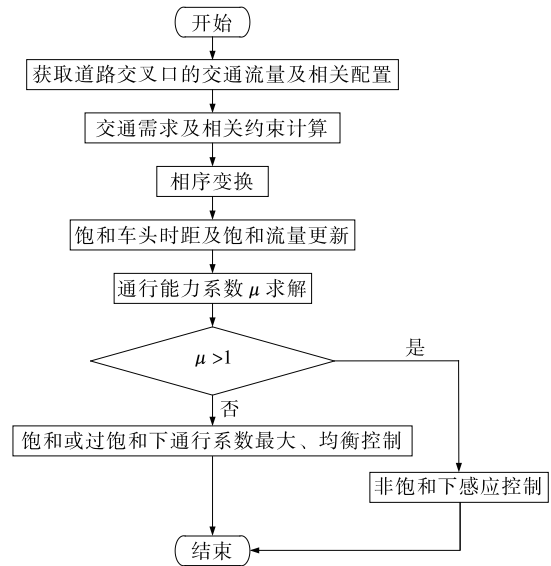 开始
获取道路交叉口的交通流量及相关配置
交通需求及相关约束计算
相序变换
饱和车头时距及饱和流量更新
通行能力系数μ求解
μ>1
是
否
饱和或过饱和下通行系数最大、均衡控制
非饱和下感应控制
结束